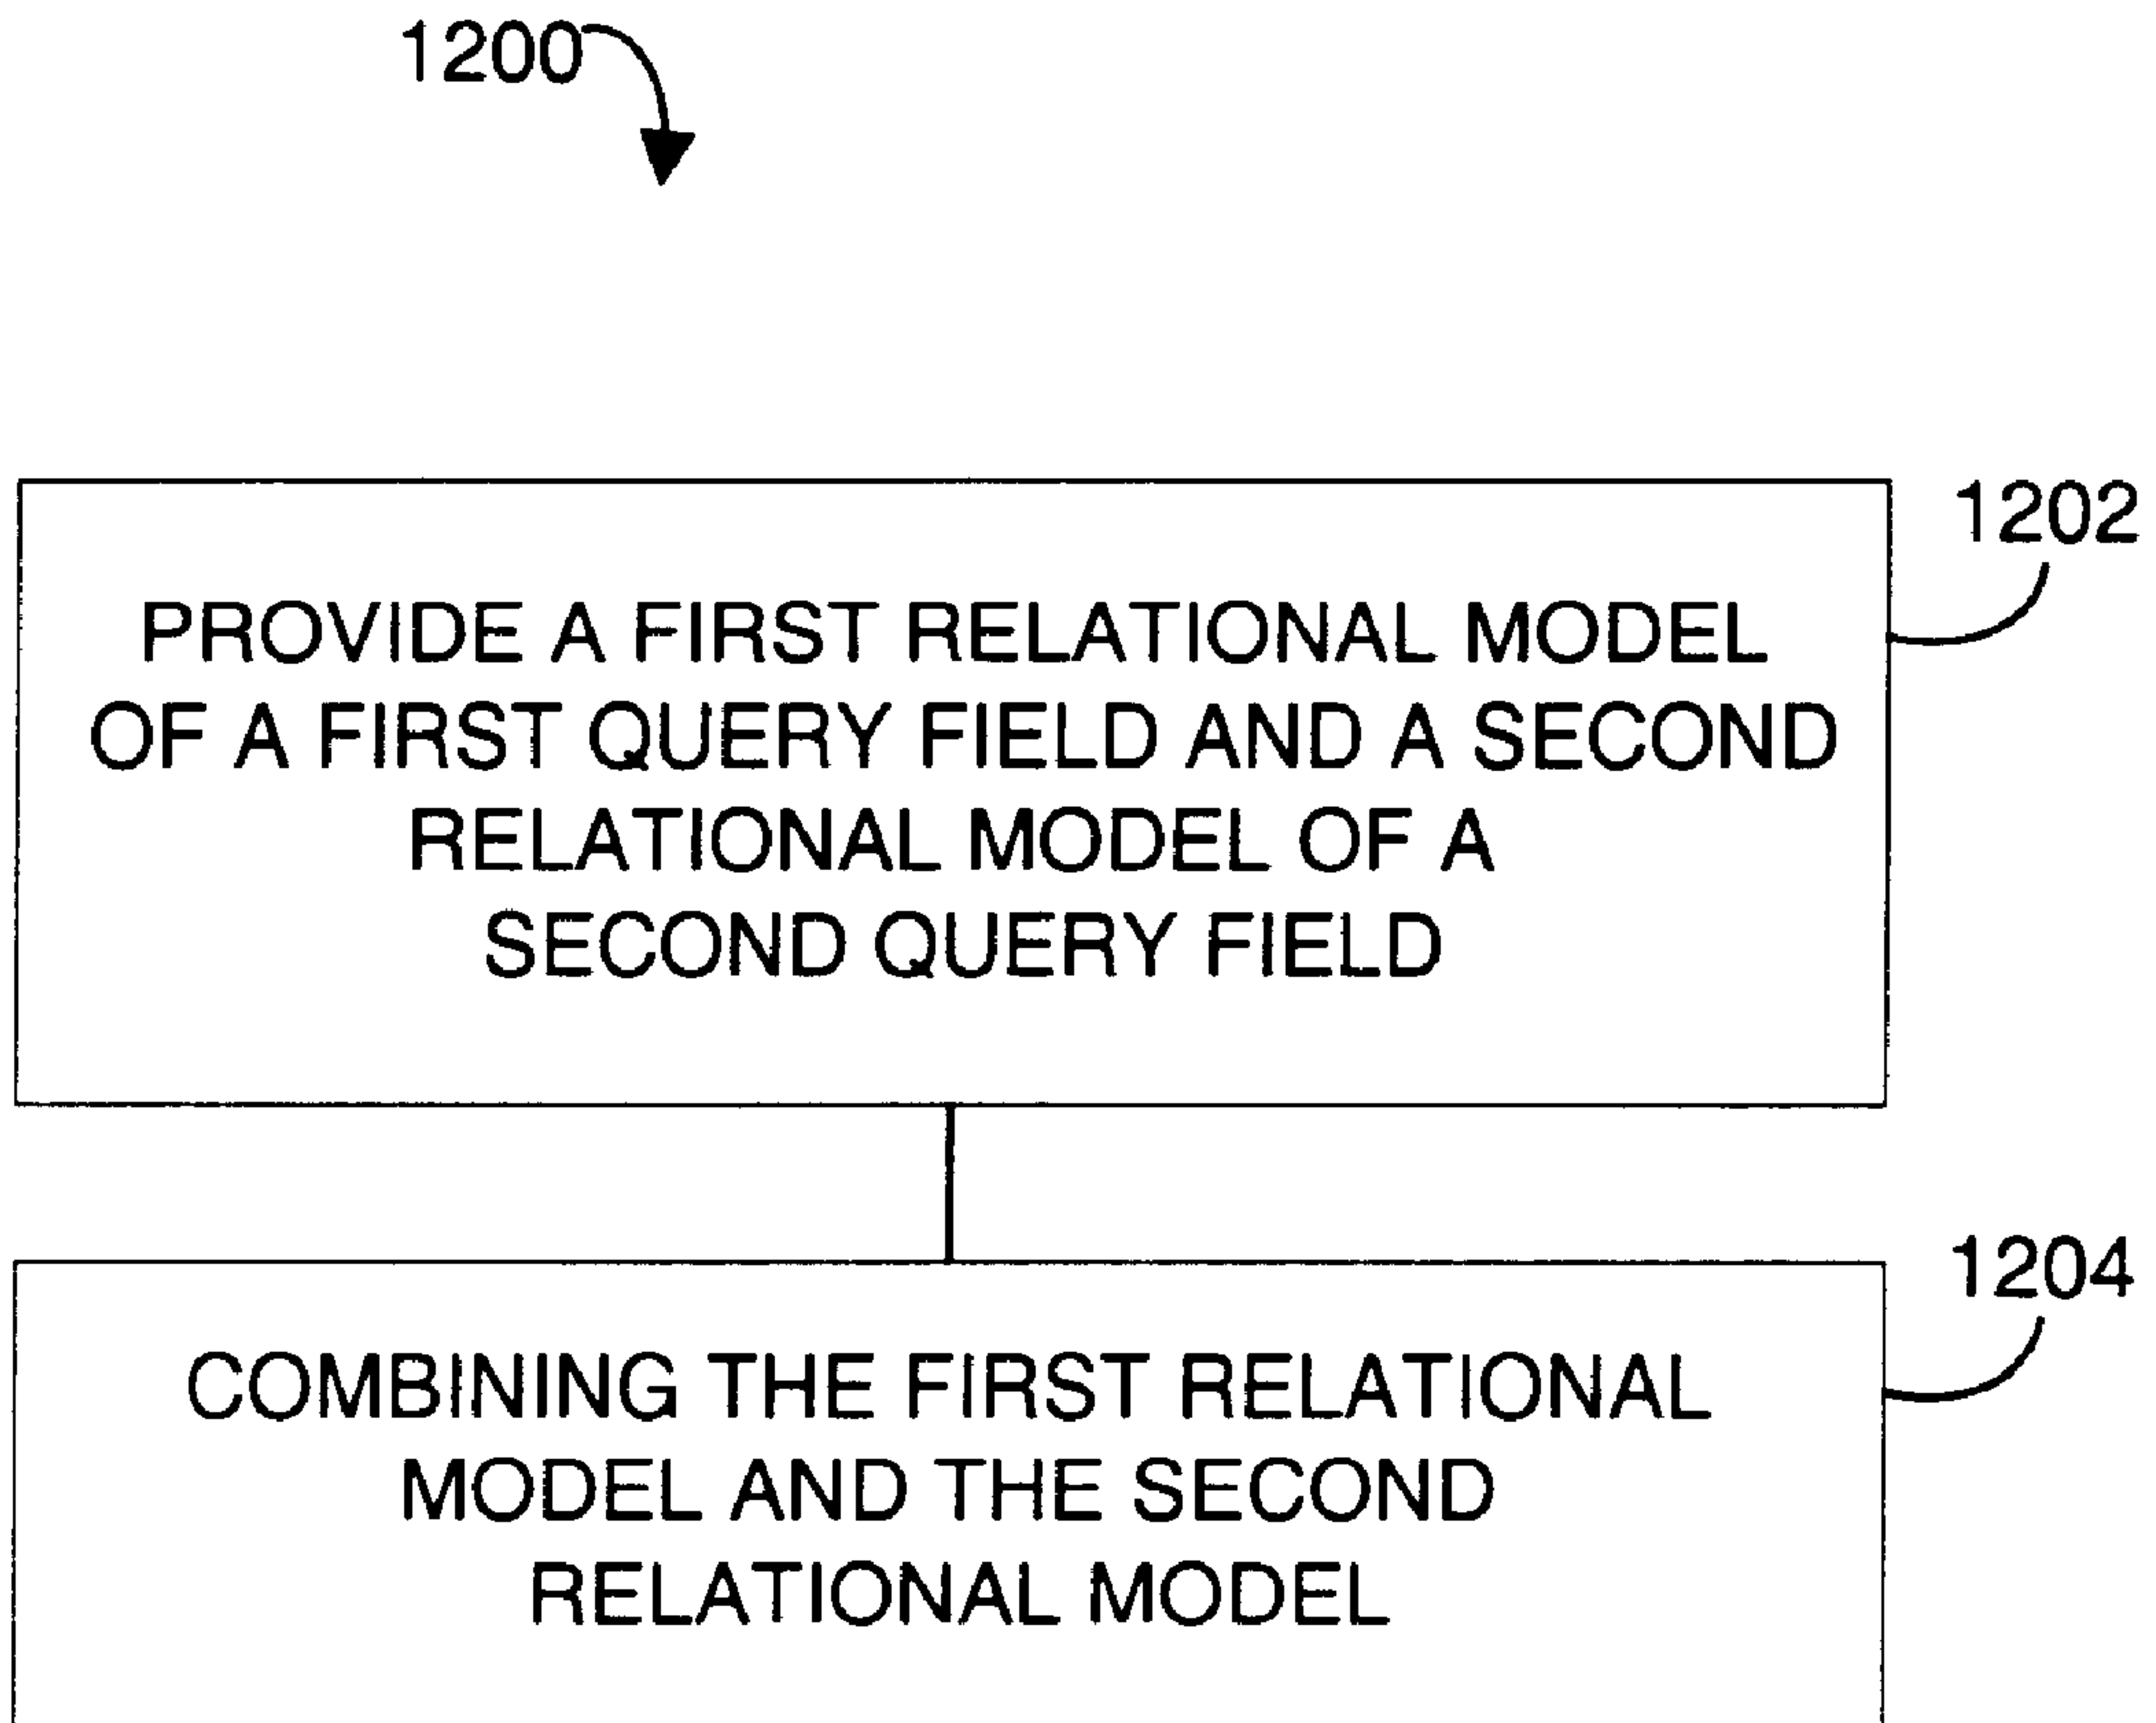 1200
1202
PROVIDE A FIRST RELATIONAL MODEL
OF A FIRST QUERY FIELD AND A SECOND
RELATIONAL MODEL OF A
SECOND QUERY FIELD
1204
COMBINING THE FIRST RELATIONAL
MODEL AND THE SECOND
RELATIONAL MODEL